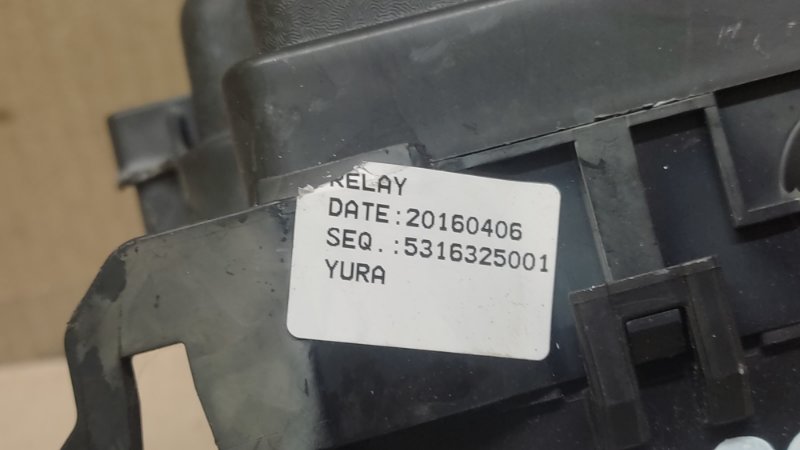 RELAY
DATE:20160406
SEQ.:5316325001
YURA